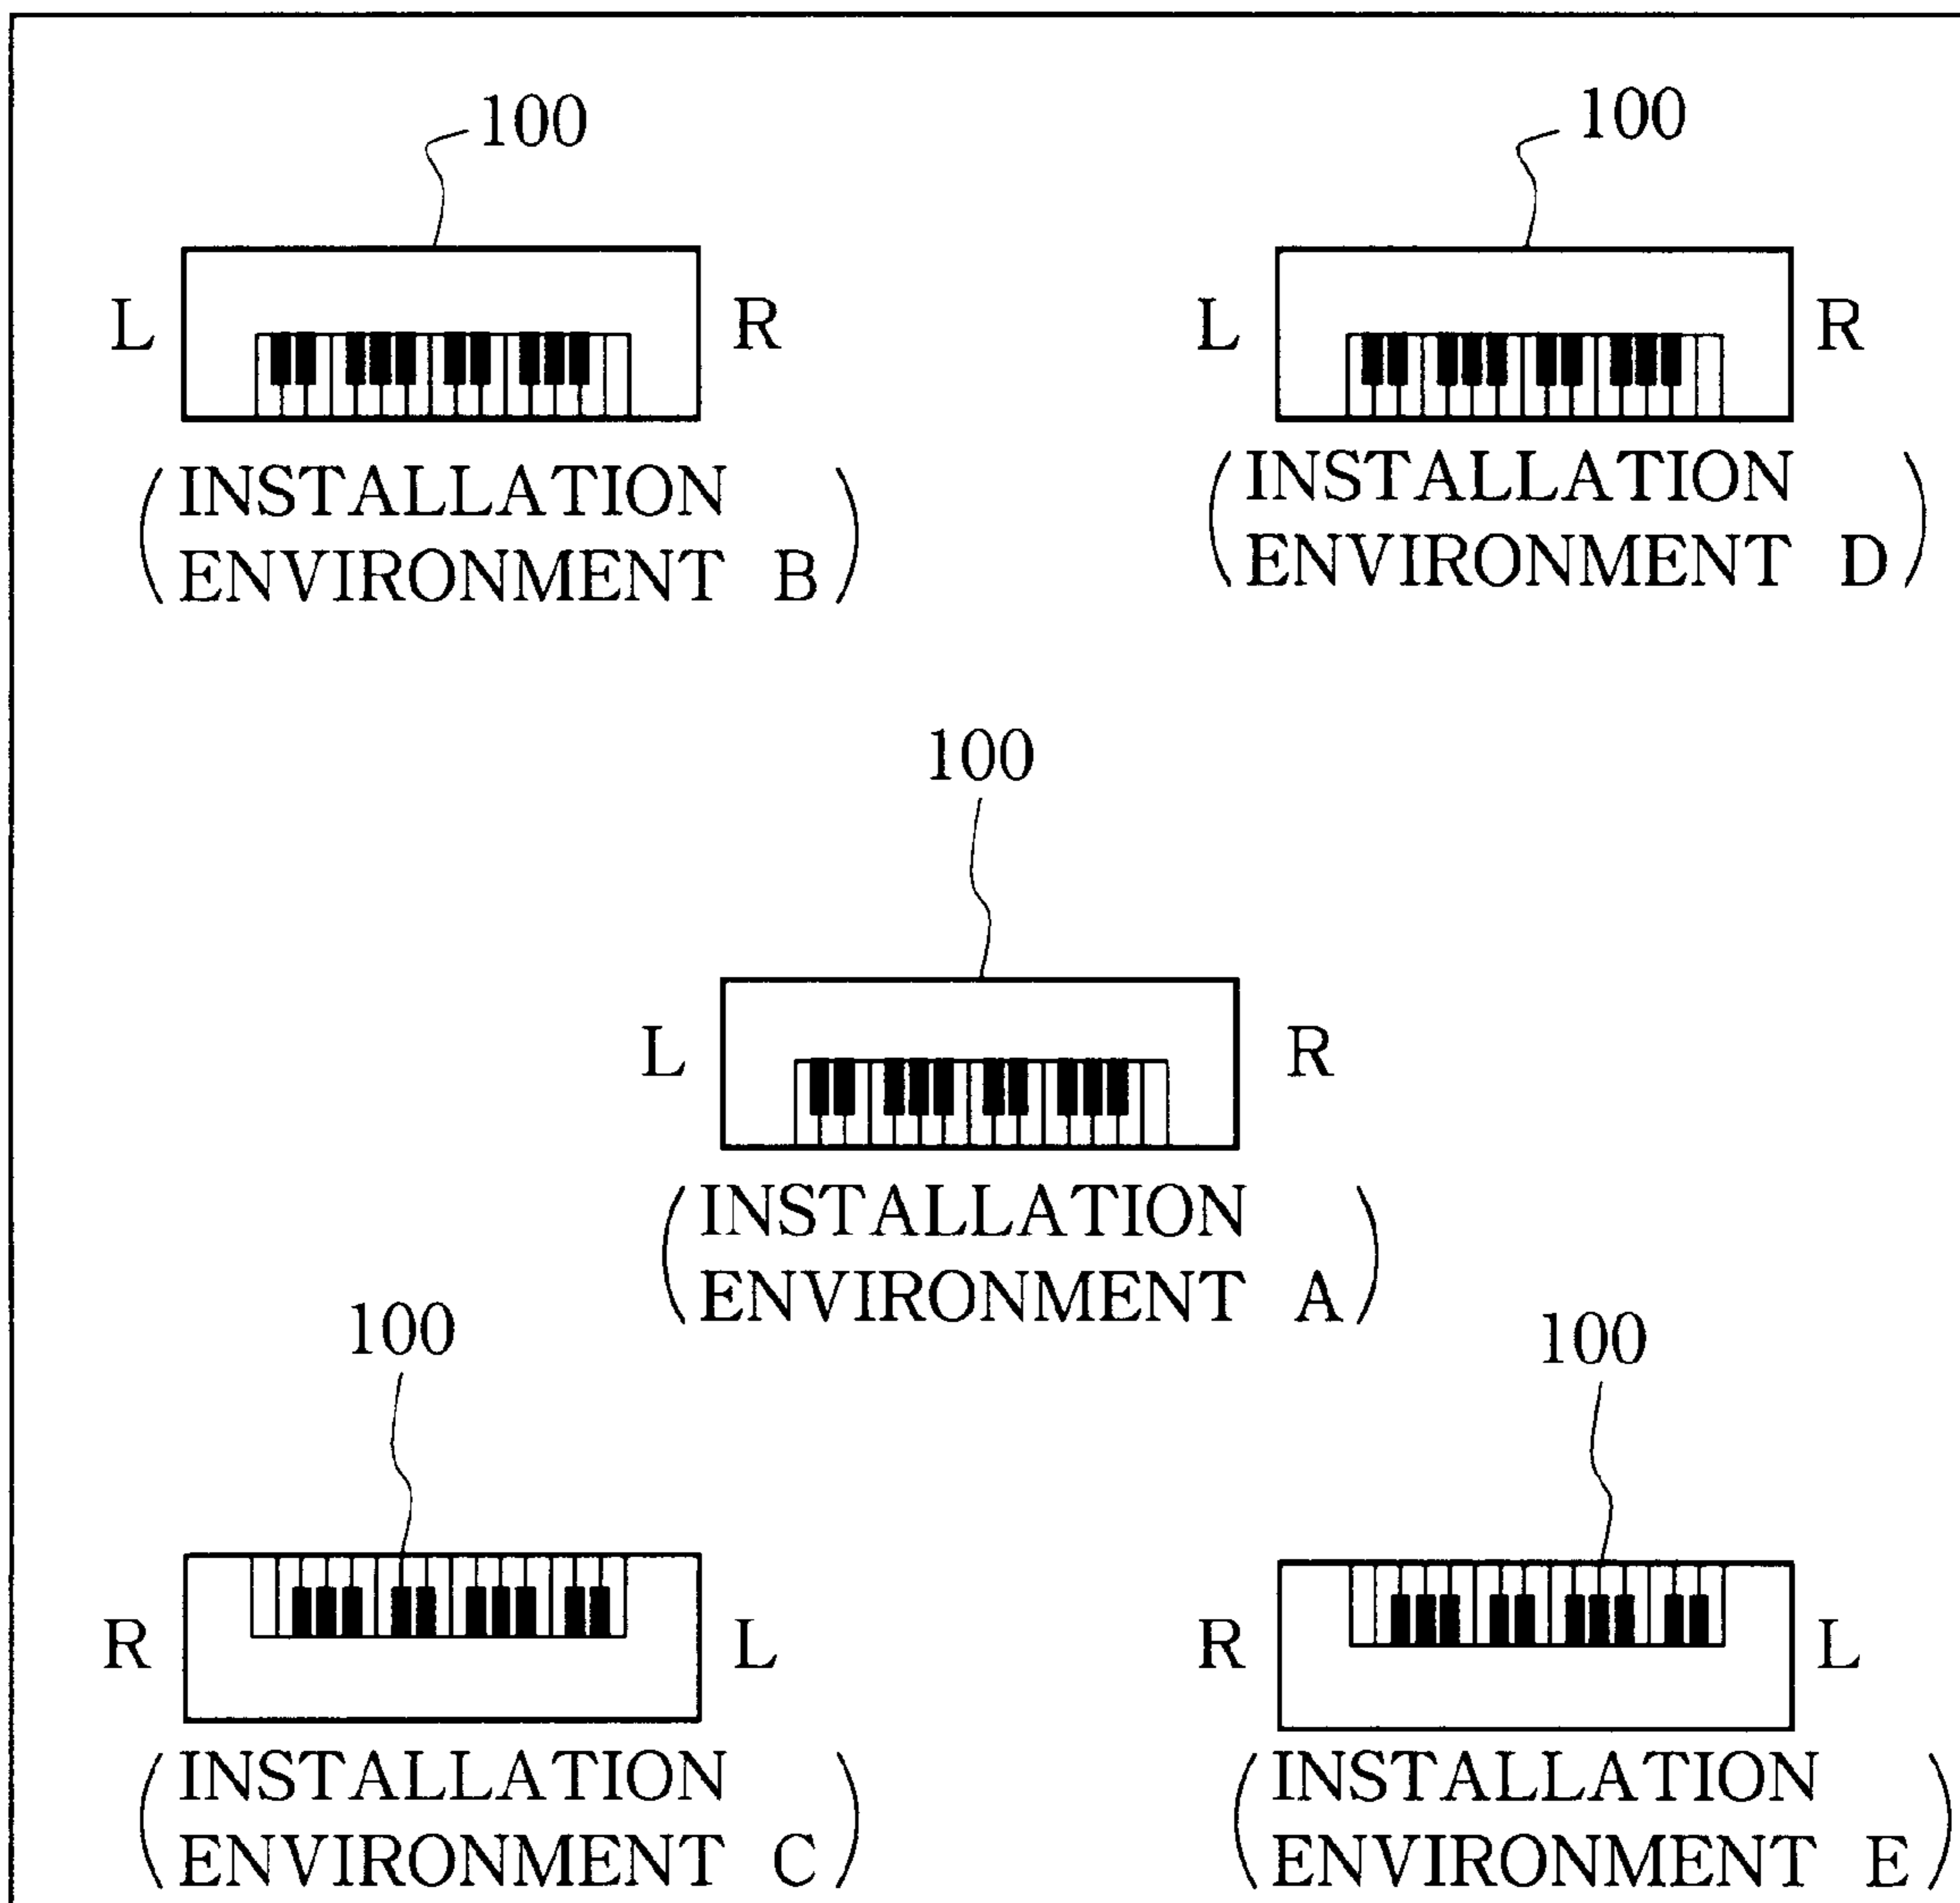 100
100
L
R
L
R
(INSTALLATION
ENVIRONMENT B)
(INSTALLATION
ENVIRONMENT D)
100
L
R
(INSTALLATION
ENVIRONMENT A)
100
100
R
L
R
L
(INSTALLATION
ENVIRONMENT C)
(INSTALLATION
ENVIRONMENT E)